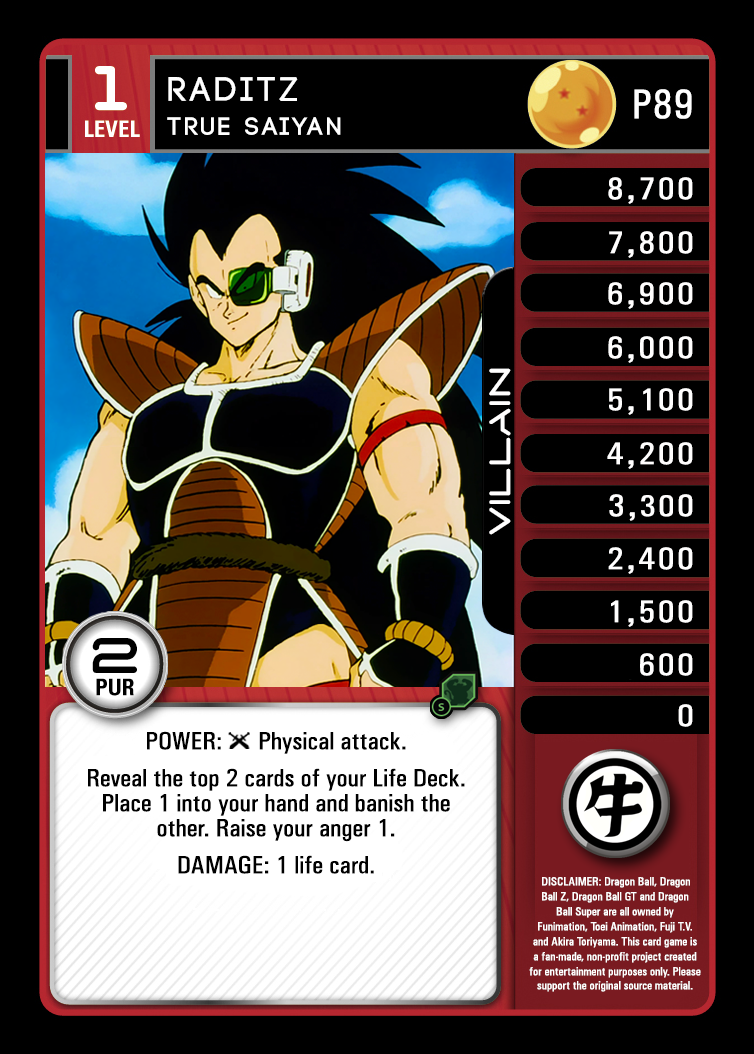 1
LEVEL
RADITZ
TRUE SAIYAN
P89
8,700
7,800
6,900
6,000
5,100
4,200
3,300
2,400
1,500
600
0
VILLAIN
2
PUR
S
POWER: Physical attack.
Reveal the top 2 cards of your Life Deck.
Place 1 into your hand and banish the
other. Raise your anger 1.
DAMAGE: 1 life card.
牛
DISCLAIMER: Dragon Ball, Dragon
Ball Z, Dragon Ball GT and Dragon
Ball Super are all owned by
Funimation, Toei Animation, Fuji T.V.
and Akira Toriyama. This card game is
a fan-made, non-profit project created
for entertainment purposes only. Please
support the original source material.